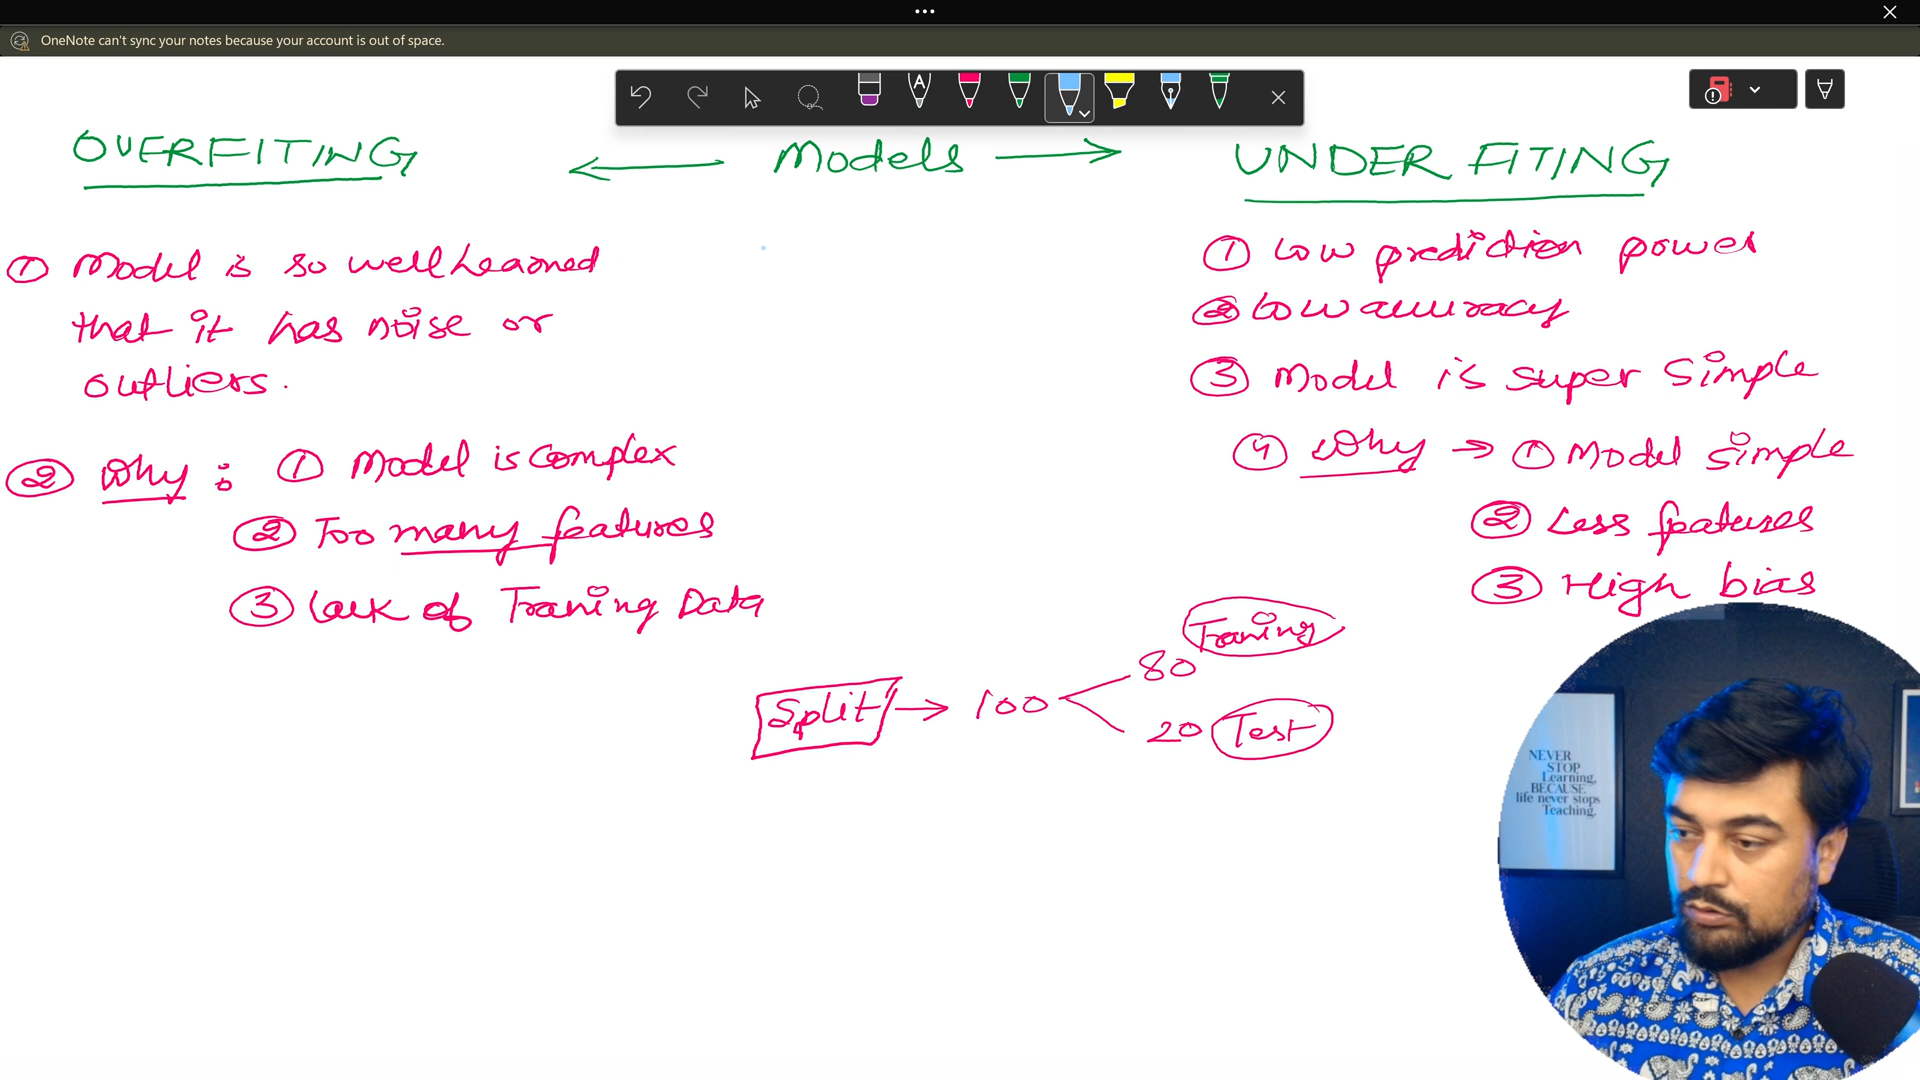 OneNote can't sync your notes because your account is out of space.
OVERFITING
Models
UNDER FITING
① Model is so well Learned
that it has noise or
outliers.
② Why : ① Model is Complex
② Too many features
③ Lack of Traning Data
① Low prediction power
② Low accuracy
③ Model is super simple
④ Why → ① Model simple
② Less features
③ High bias
Split → 100
80 Traning
20 Test
NEVER
STOP
Learning,
BECAUSE
life never stops
Teaching.